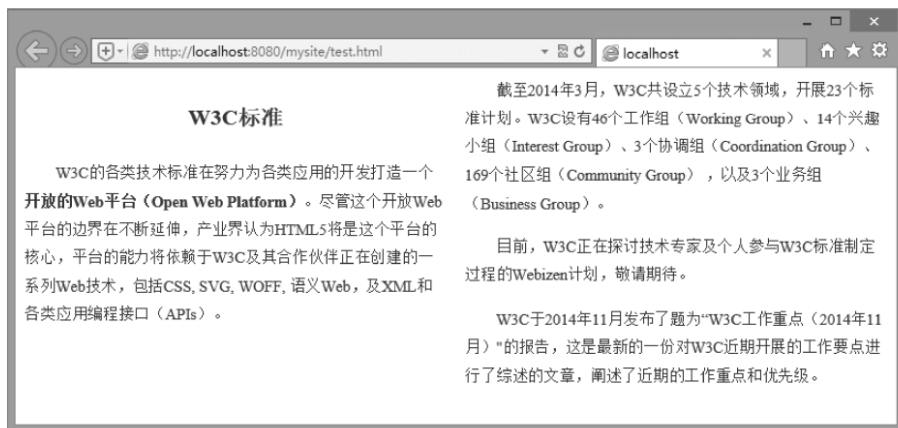 http://localhost:8080/mysite/test.html
localhost
W3C标准
W3C的各类技术标准在努力为各类应用的开发打造一个
开放的Web平台（Open Web Platform）。尽管这个开放Web
平台的边界在不断延伸，产业界认为HTML5将是这个平台的
核心，平台的能力将依赖于W3C及其合作伙伴正在创建的一
系列Web技术，包括CSS, SVG, WOFF, 语义Web，及XML和
各类应用编程接口（APIs）。
截至2014年3月，W3C共设立5个技术领域，开展23个标
准计划。W3C设有46个工作组（Working Group）、14个兴趣
小组（Interest Group）、3个协调组（Coordination Group）、
169个社区组（Community Group） ，以及3个业务组
（Business Group）。
目前，W3C正在探讨技术专家及个人参与W3C标准制定
过程的Webizen计划，敬请期待。
W3C于2014年11月发布了题为“W3C工作重点（2014年11
月）"的报告，这是最新的一份对W3C近期开展的工作要点进
行了综述的文章，阐述了近期的工作重点和优先级。